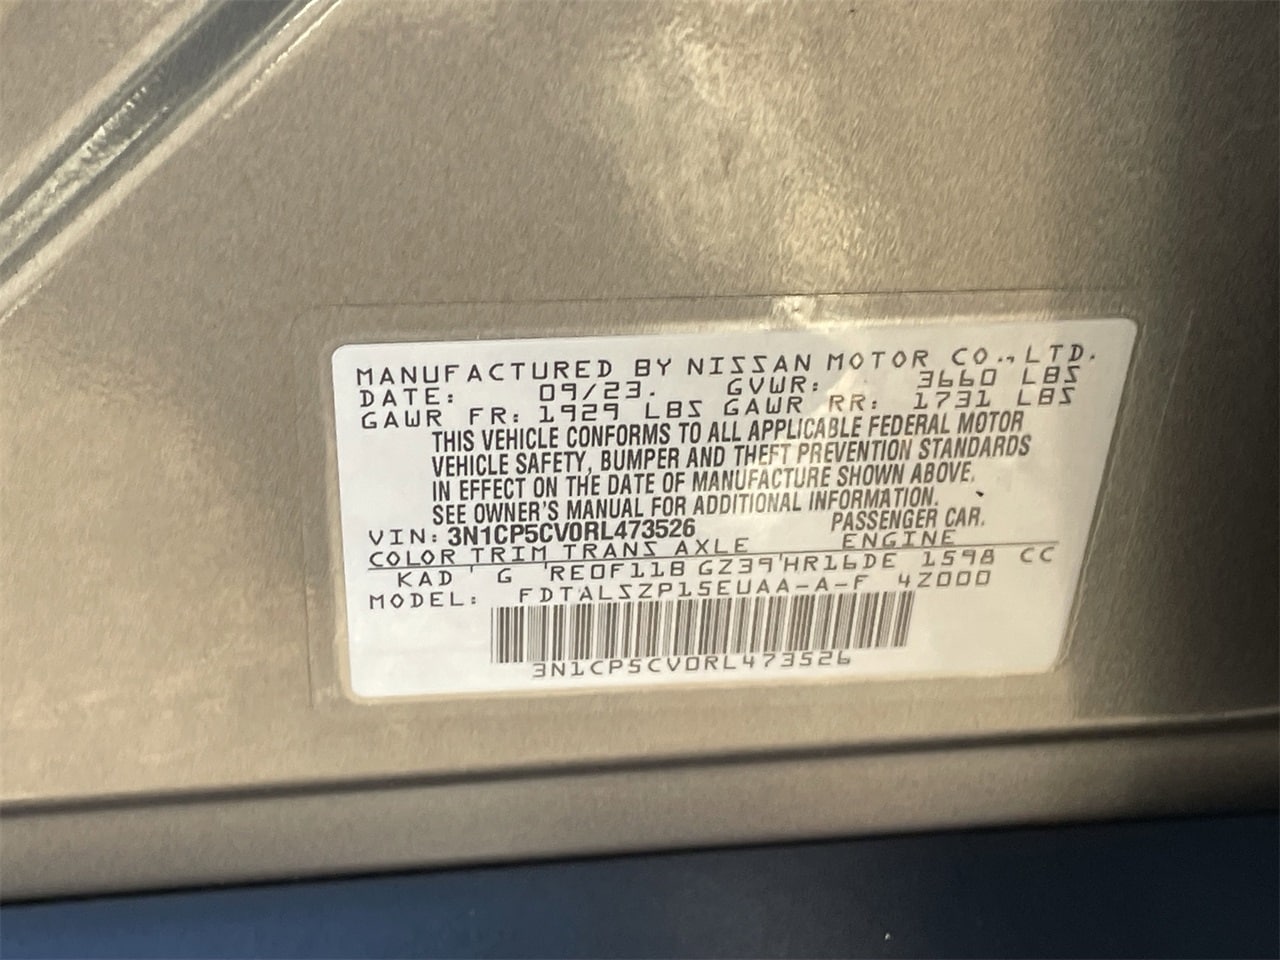 MANUFACTURED BY NISSAN MOTOR CO., LTD.
DATE: 09/23. GVWR: 3660 LBS
GAWR FR: 1929 LBS GAWR RR: 1731 LBS
THIS VEHICLE CONFORMS TO ALL APPLICABLE FEDERAL MOTOR
VEHICLE SAFETY, BUMPER AND THEFT PREVENTION STANDARDS
IN EFFECT ON THE DATE OF MANUFACTURE SHOWN ABOVE.
SEE OWNER'S MANUAL FOR ADDITIONAL INFORMATION.
VIN: 3N1CP5CV0RL473526 PASSENGER CAR.
COLOR TRIM TRANS AXLE ENGINE
KAD G RE0F11B GZ39 HR16DE 1598 CC
MODEL: FDTALSZP15EUAA-A-F 4Z000
3N1CP5CV0RL473526